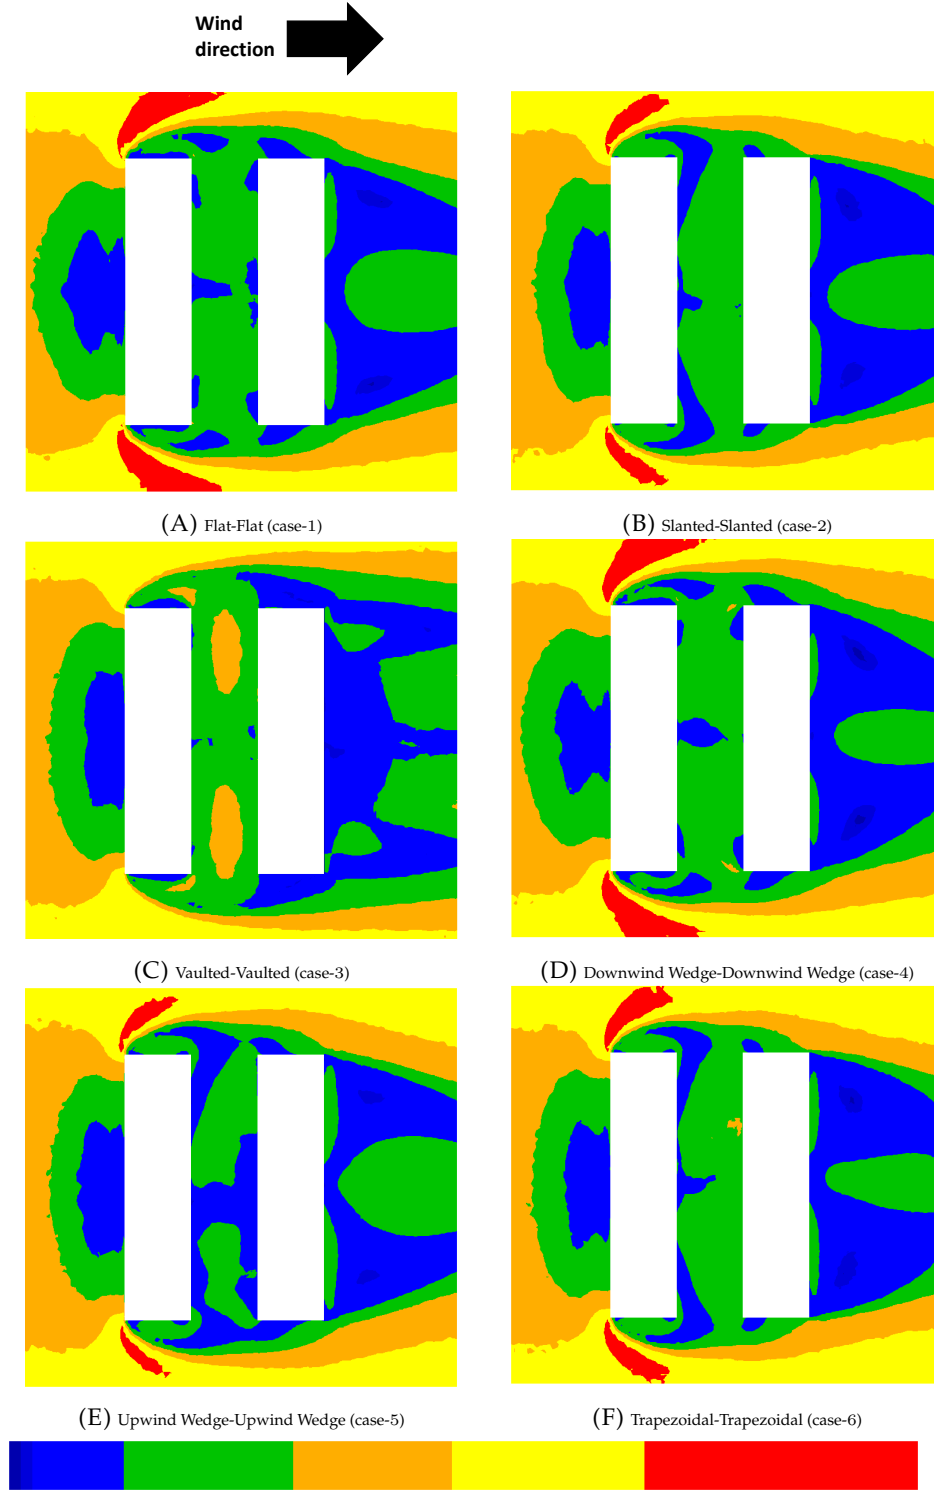 Wind
direction
(A) Flat-Flat (case-1)
(B) Slanted-Slanted (case-2)
(C) Vaulted-Vaulted (case-3)
(D) Downwind Wedge-Downwind Wedge (case-4)
(E) Upwind Wedge-Upwind Wedge (case-5)
(F) Trapezoidal-Trapezoidal (case-6)